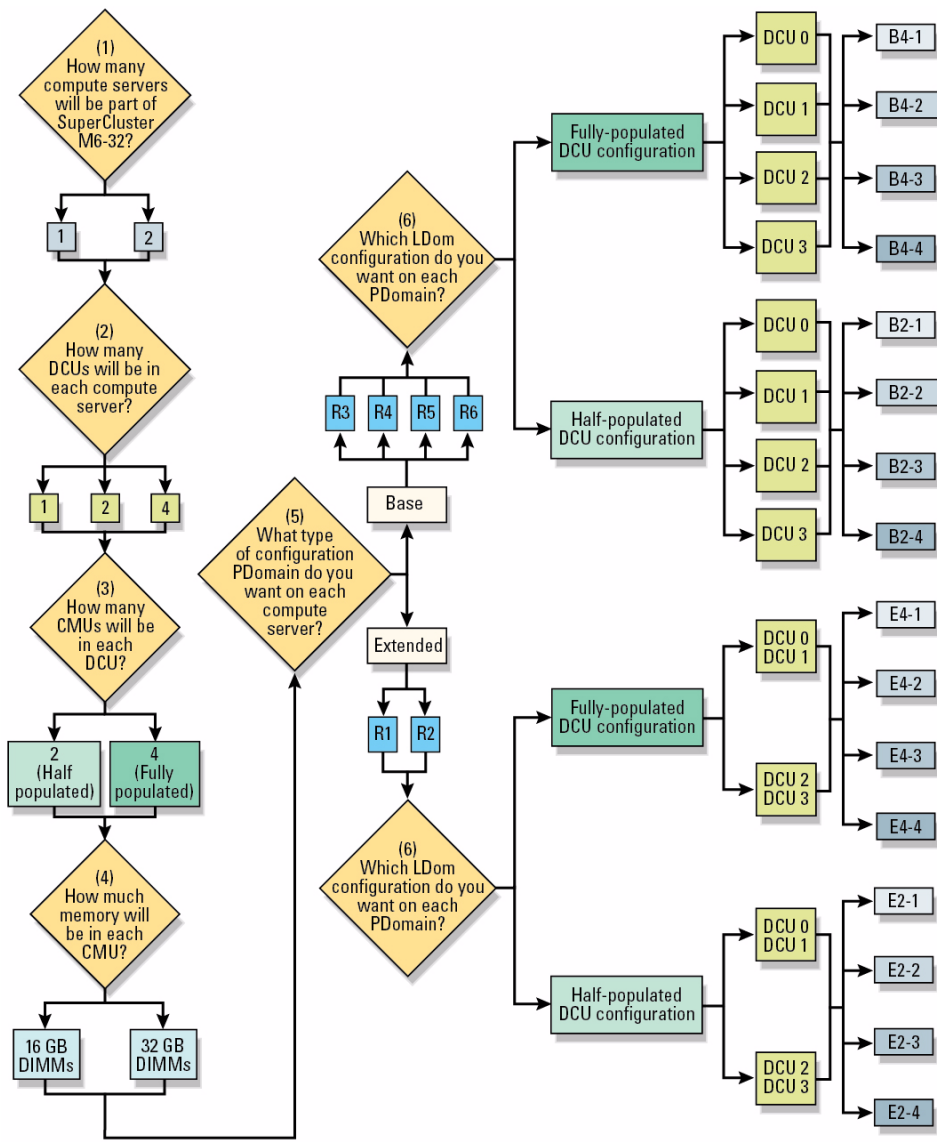 (1)
How many
compute servers
will be part of
SuperCluster
M6-32?
1
2
(2)
How many
DCUs will be in
each compute
server?
1
2
4
(3)
How many
CMUs will be
in each
DCU?
2
(Half
populated)
4
(Fully
populated)
(4)
How much
memory will
be in each
CMU?
16 GB
DIMMs
32 GB
DIMMs
(5)
What type
of configuration
PDomain do you
want on each
compute
server?
Base
R3
R4
R5
R6
(6)
Which LDom
configuration do you
want on each
PDomain?
Fully-populated
DCU configuration
DCU 0
DCU 1
DCU 2
DCU 3
B4-1
B4-2
B4-3
B4-4
Half-populated
DCU configuration
DCU 0
DCU 1
DCU 2
DCU 3
B2-1
B2-2
B2-3
B2-4
Extended
R1
R2
(6)
Which LDom
configuration do you
want on each
PDomain?
Fully-populated
DCU configuration
DCU 0
DCU 1
DCU 2
DCU 3
E4-1
E4-2
E4-3
E4-4
Half-populated
DCU configuration
DCU 0
DCU 1
DCU 2
DCU 3
E2-1
E2-2
E2-3
E2-4